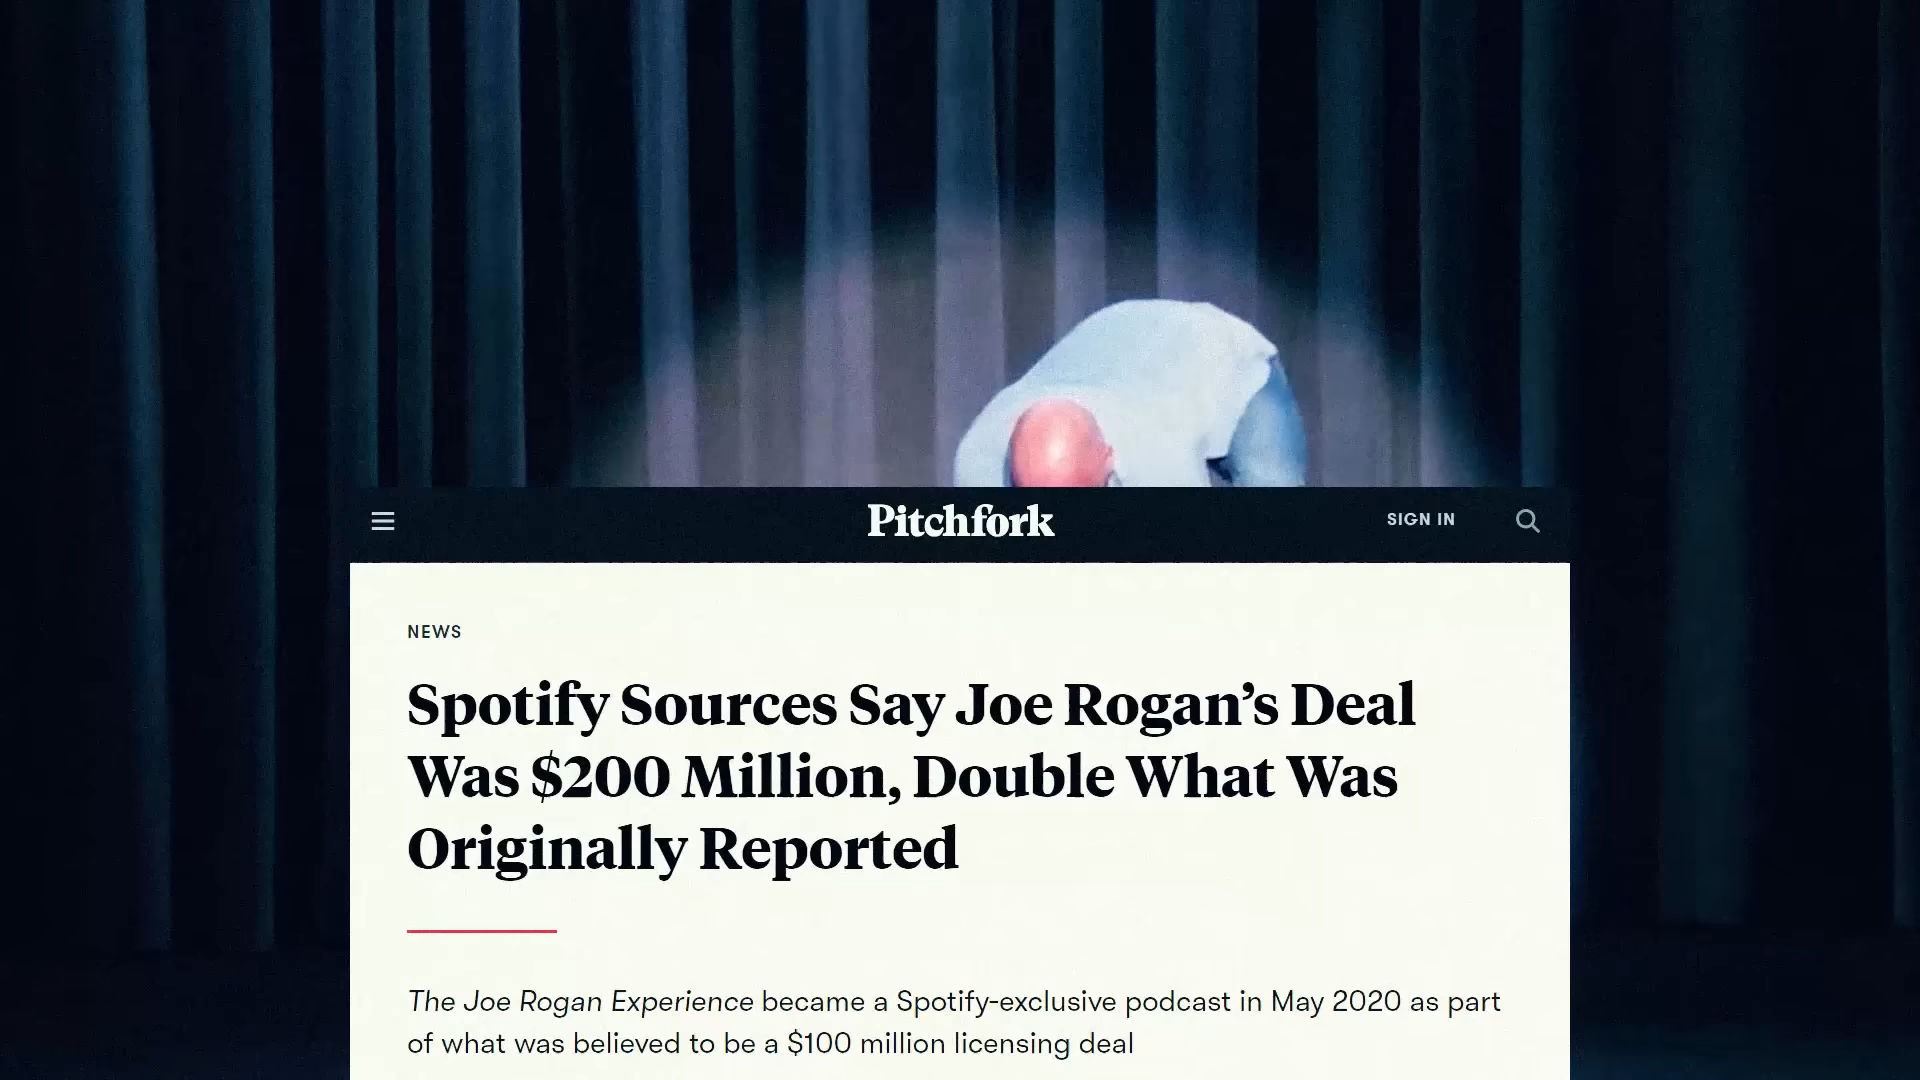 Pitchfork
SIGN IN
NEWS
Spotify Sources Say Joe Rogan’s Deal
Was $200 Million, Double What Was
Originally Reported
The Joe Rogan Experience became a Spotify-exclusive podcast in May 2020 as part
of what was believed to be a $100 million licensing deal